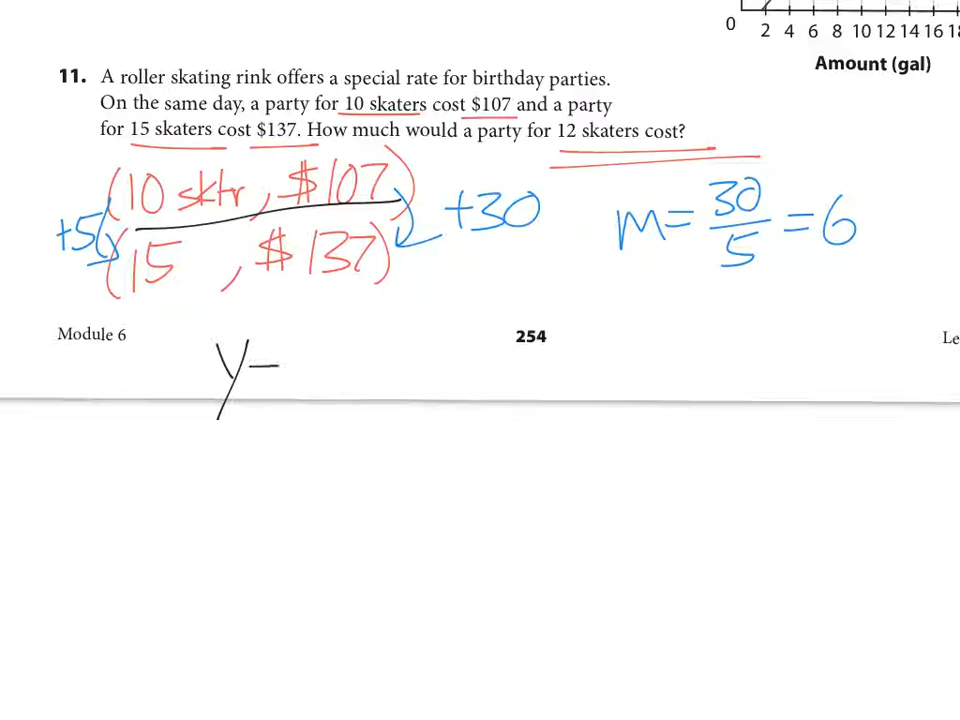 0 2 4 6 8 10 12 14 16 18
Amount (gal)
11. A roller skating rink offers a special rate for birthday parties.
On the same day, a party for 10 skaters cost $107 and a party
for 15 skaters cost $137. How much would a party for 12 skaters cost?
(10 sktr, $107)
+5 (15 , $137) +30 m = 30/5 = 6
Module 6 254 Le
y=